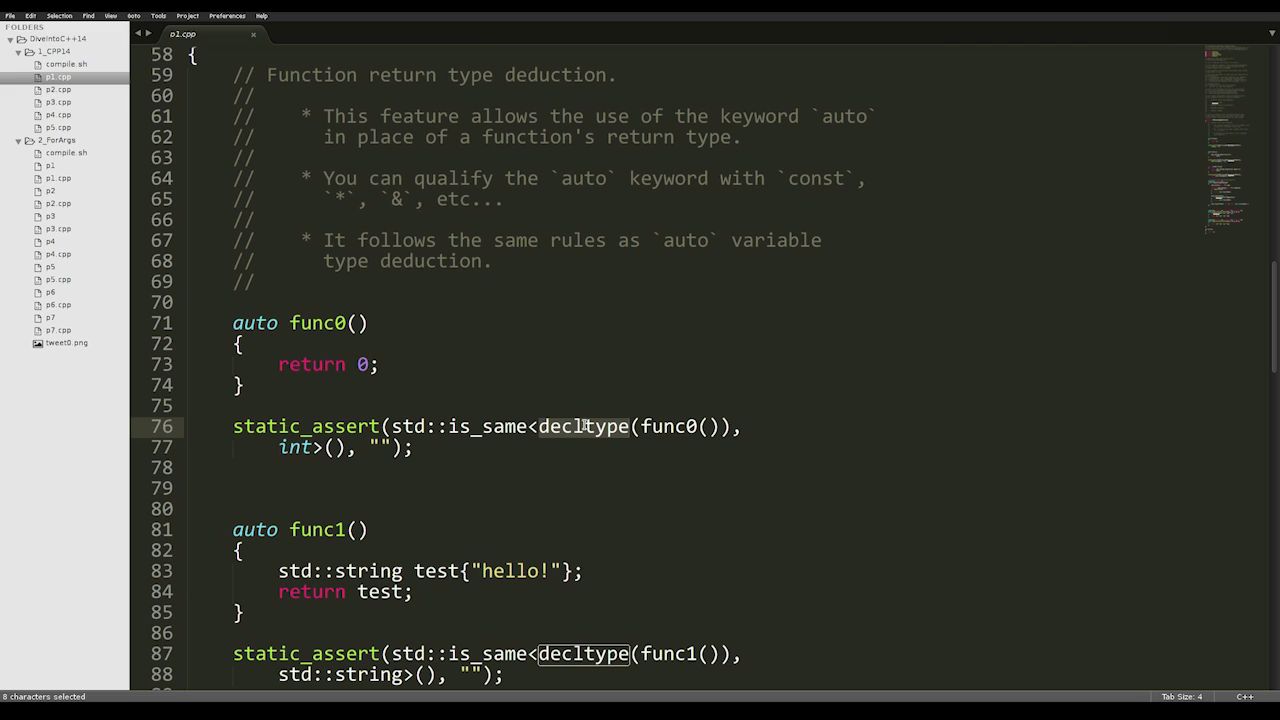 File Edit Selection Find View Goto Tools Project Preferences Help
FOLDERS
DiveIntoC++14
1_CPP14
compile.sh
p1.cpp
p2.cpp
p3.cpp
p4.cpp
p5.cpp
2_ForArgs
compile.sh
p1
p1.cpp
p2
p2.cpp
p3
p3.cpp
p4
p4.cpp
p5
p5.cpp
p6
p6.cpp
p7
p7.cpp
tweet0.png
p1.cpp
58 {
59 // Function return type deduction.
60 //
61 // * This feature allows the use of the keyword `auto`
62 // in place of a function's return type.
63 //
64 // * You can qualify the `auto` keyword with `const`,
65 // `*`, `&`, etc...
66 //
67 // * It follows the same rules as `auto` variable
68 // type deduction.
69 //
70
71 auto func0()
72 {
73 return 0;
74 }
75
76 static_assert(std::is_same<decltype(func0()),
77 int>(), "");
78
79
80
81 auto func1()
82 {
83 std::string test{"hello!"};
84 return test;
85 }
86
87 static_assert(std::is_same<decltype(func1()),
88 std::string>(), "");
8 characters selected
Tab Size: 4 C++